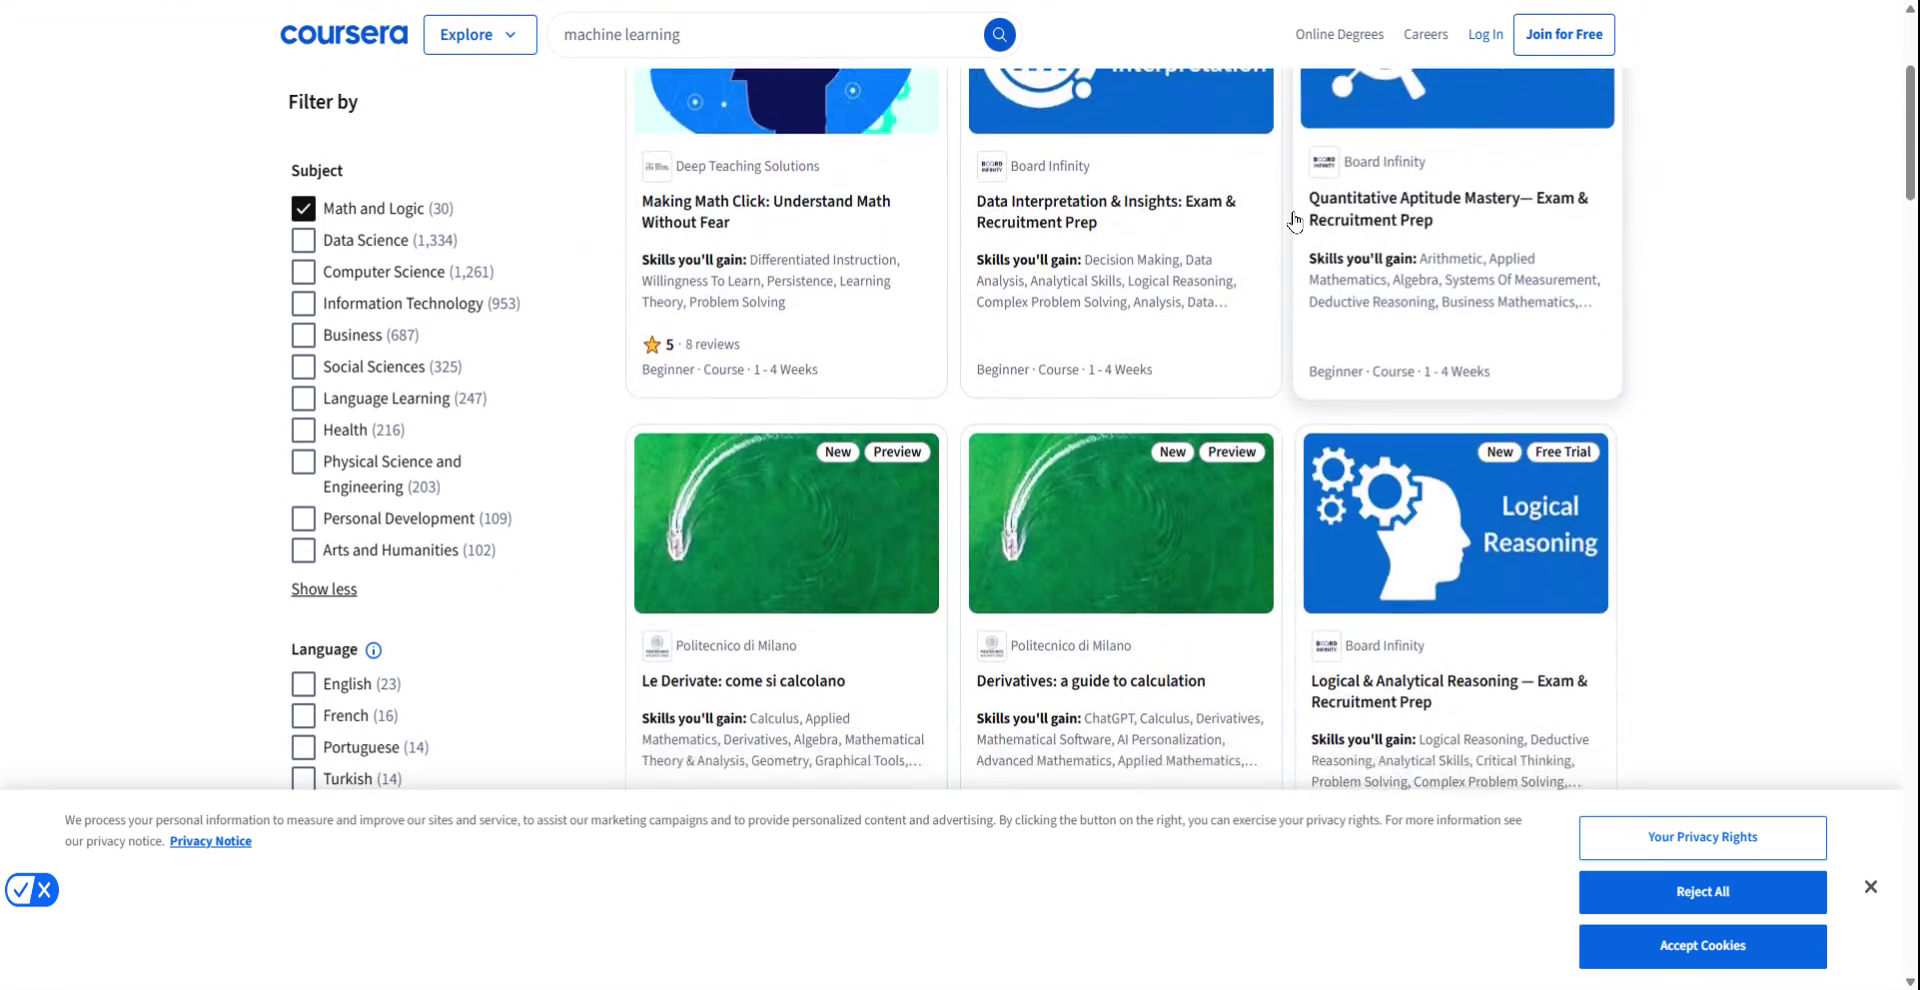 coursera
Explore
machine learning
Online Degrees
Careers
Log In
Join for Free
Filter by
Subject
Math and Logic (30)
Data Science (1,334)
Computer Science (1,261)
Information Technology (953)
Business (687)
Social Sciences (325)
Language Learning (247)
Health (216)
Physical Science and
Engineering (203)
Personal Development (109)
Arts and Humanities (102)
Show less
Language
English (23)
French (16)
Portuguese (14)
Turkish (14)
Deep Teaching Solutions
Making Math Click: Understand Math
Without Fear
Skills you'll gain: Differentiated Instruction,
Willingness To Learn, Persistence, Learning
Theory, Problem Solving
5 · 8 reviews
Beginner · Course · 1 - 4 Weeks
Interpretation
BOARD
INFINITY
Board Infinity
Data Interpretation & Insights: Exam &
Recruitment Prep
Skills you'll gain: Decision Making, Data
Analysis, Analytical Skills, Logical Reasoning,
Complex Problem Solving, Analysis, Data...
Beginner · Course · 1 - 4 Weeks
BOARD
INFINITY
Board Infinity
Quantitative Aptitude Mastery— Exam &
Recruitment Prep
Skills you'll gain: Arithmetic, Applied
Mathematics, Algebra, Systems Of Measurement,
Deductive Reasoning, Business Mathematics,...
Beginner · Course · 1 - 4 Weeks
New
Preview
Politecnico di Milano
Le Derivate: come si calcolano
Skills you'll gain: Calculus, Applied
Mathematics, Derivatives, Algebra, Mathematical
Theory & Analysis, Geometry, Graphical Tools,...
New
Preview
Politecnico di Milano
Derivatives: a guide to calculation
Skills you'll gain: ChatGPT, Calculus, Derivatives,
Mathematical Software, AI Personalization,
Advanced Mathematics, Applied Mathematics,...
New
Free Trial
Logical
Reasoning
BOARD
INFINITY
Board Infinity
Logical & Analytical Reasoning — Exam &
Recruitment Prep
Skills you'll gain: Logical Reasoning, Deductive
Reasoning, Analytical Skills, Critical Thinking,
Problem Solving, Complex Problem Solving,...
We process your personal information to measure and improve our sites and service, to assist our marketing campaigns and to provide personalized content and advertising. By clicking the button on the right, you can exercise your privacy rights. For more information see
our privacy notice. Privacy Notice
Your Privacy Rights
Reject All
Accept Cookies